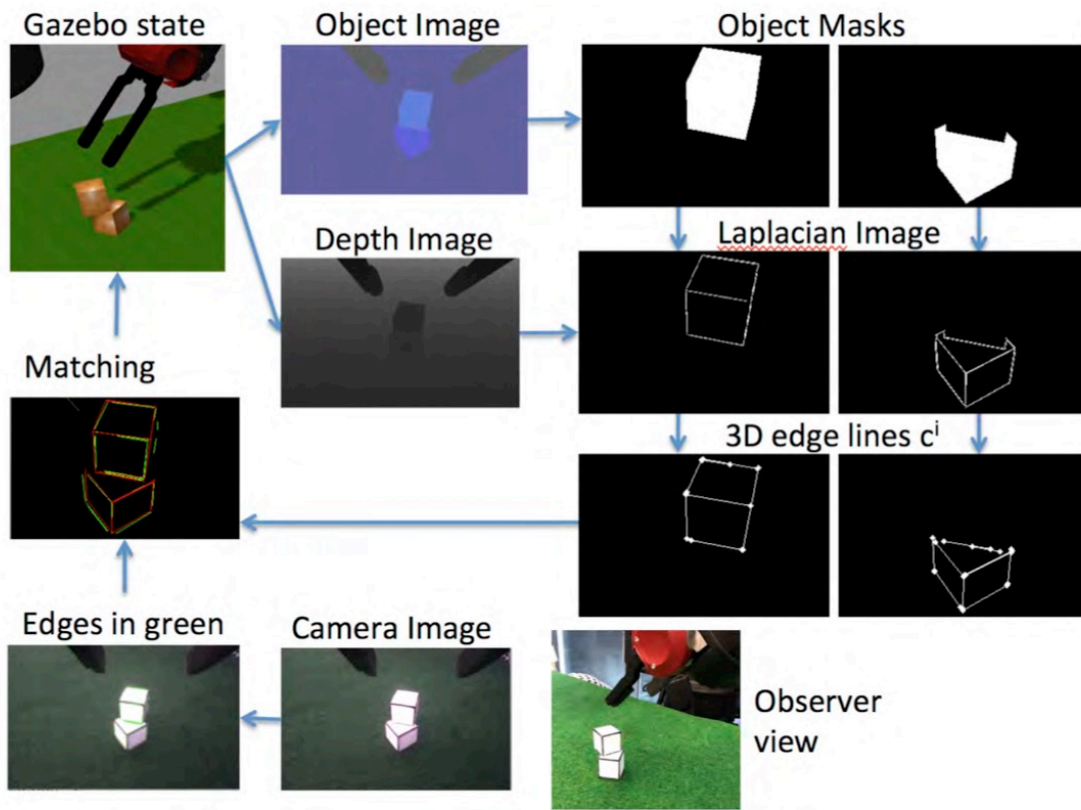 Gazebo state
Object Image
Object Masks
Depth Image
Laplacian Image
Matching
3D edge lines cⁱ
Edges in green
Camera Image
Observer
view